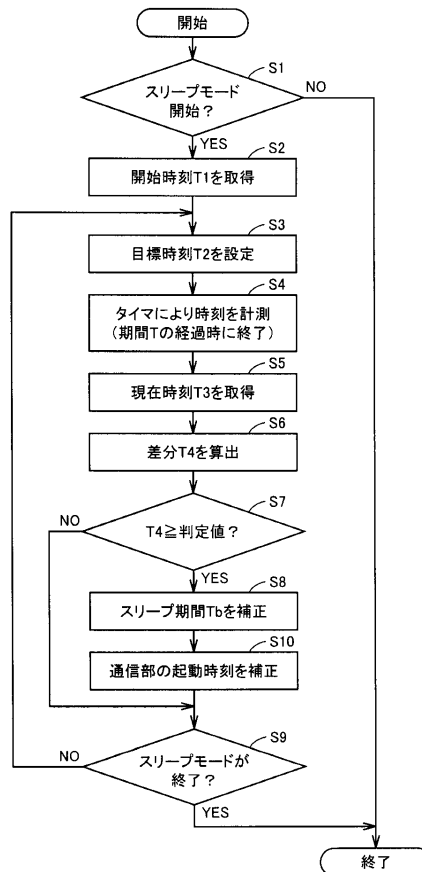 開始
S1
スリープモード
開始？
NO
YES
S2
開始時刻T1を取得
S3
目標時刻T2を設定
S4
タイマにより時刻を計測
(期間Tの経過時に終了)
S5
現在時刻T3を取得
S6
差分T4を算出
S7
NO
T4≧判定値？
YES
S8
スリープ期間Tbを補正
S10
通信部の起動時刻を補正
S9
NO
スリープモードが
終了？
YES
終了